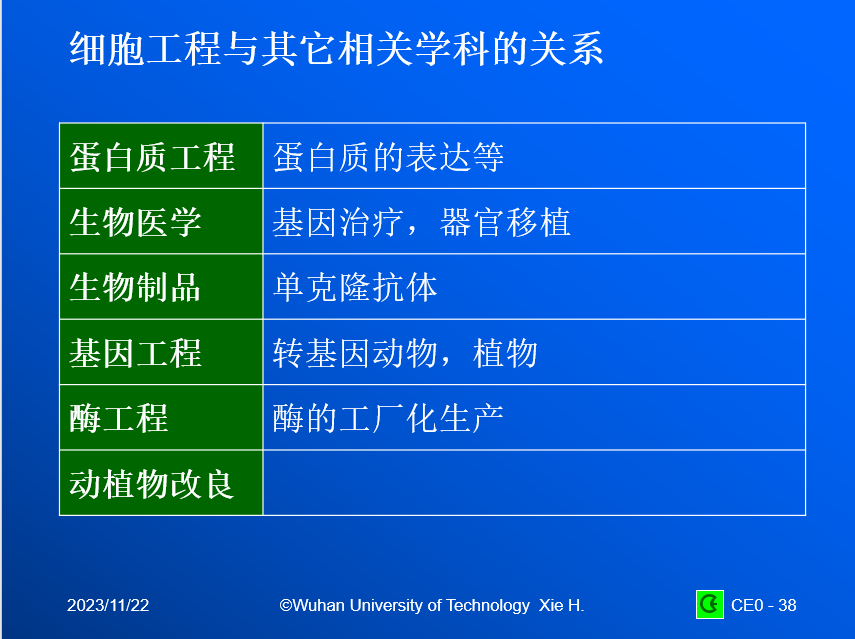 细胞工程与其它相关学科的关系
蛋白质工程 蛋白质的表达等
生物医学 基因治疗，器官移植
生物制品 单克隆抗体
基因工程 转基因动物，植物
酶工程 酶的工厂化生产
动植物改良
2023/11/22 ©Wuhan University of Technology Xie H. CE0 - 38